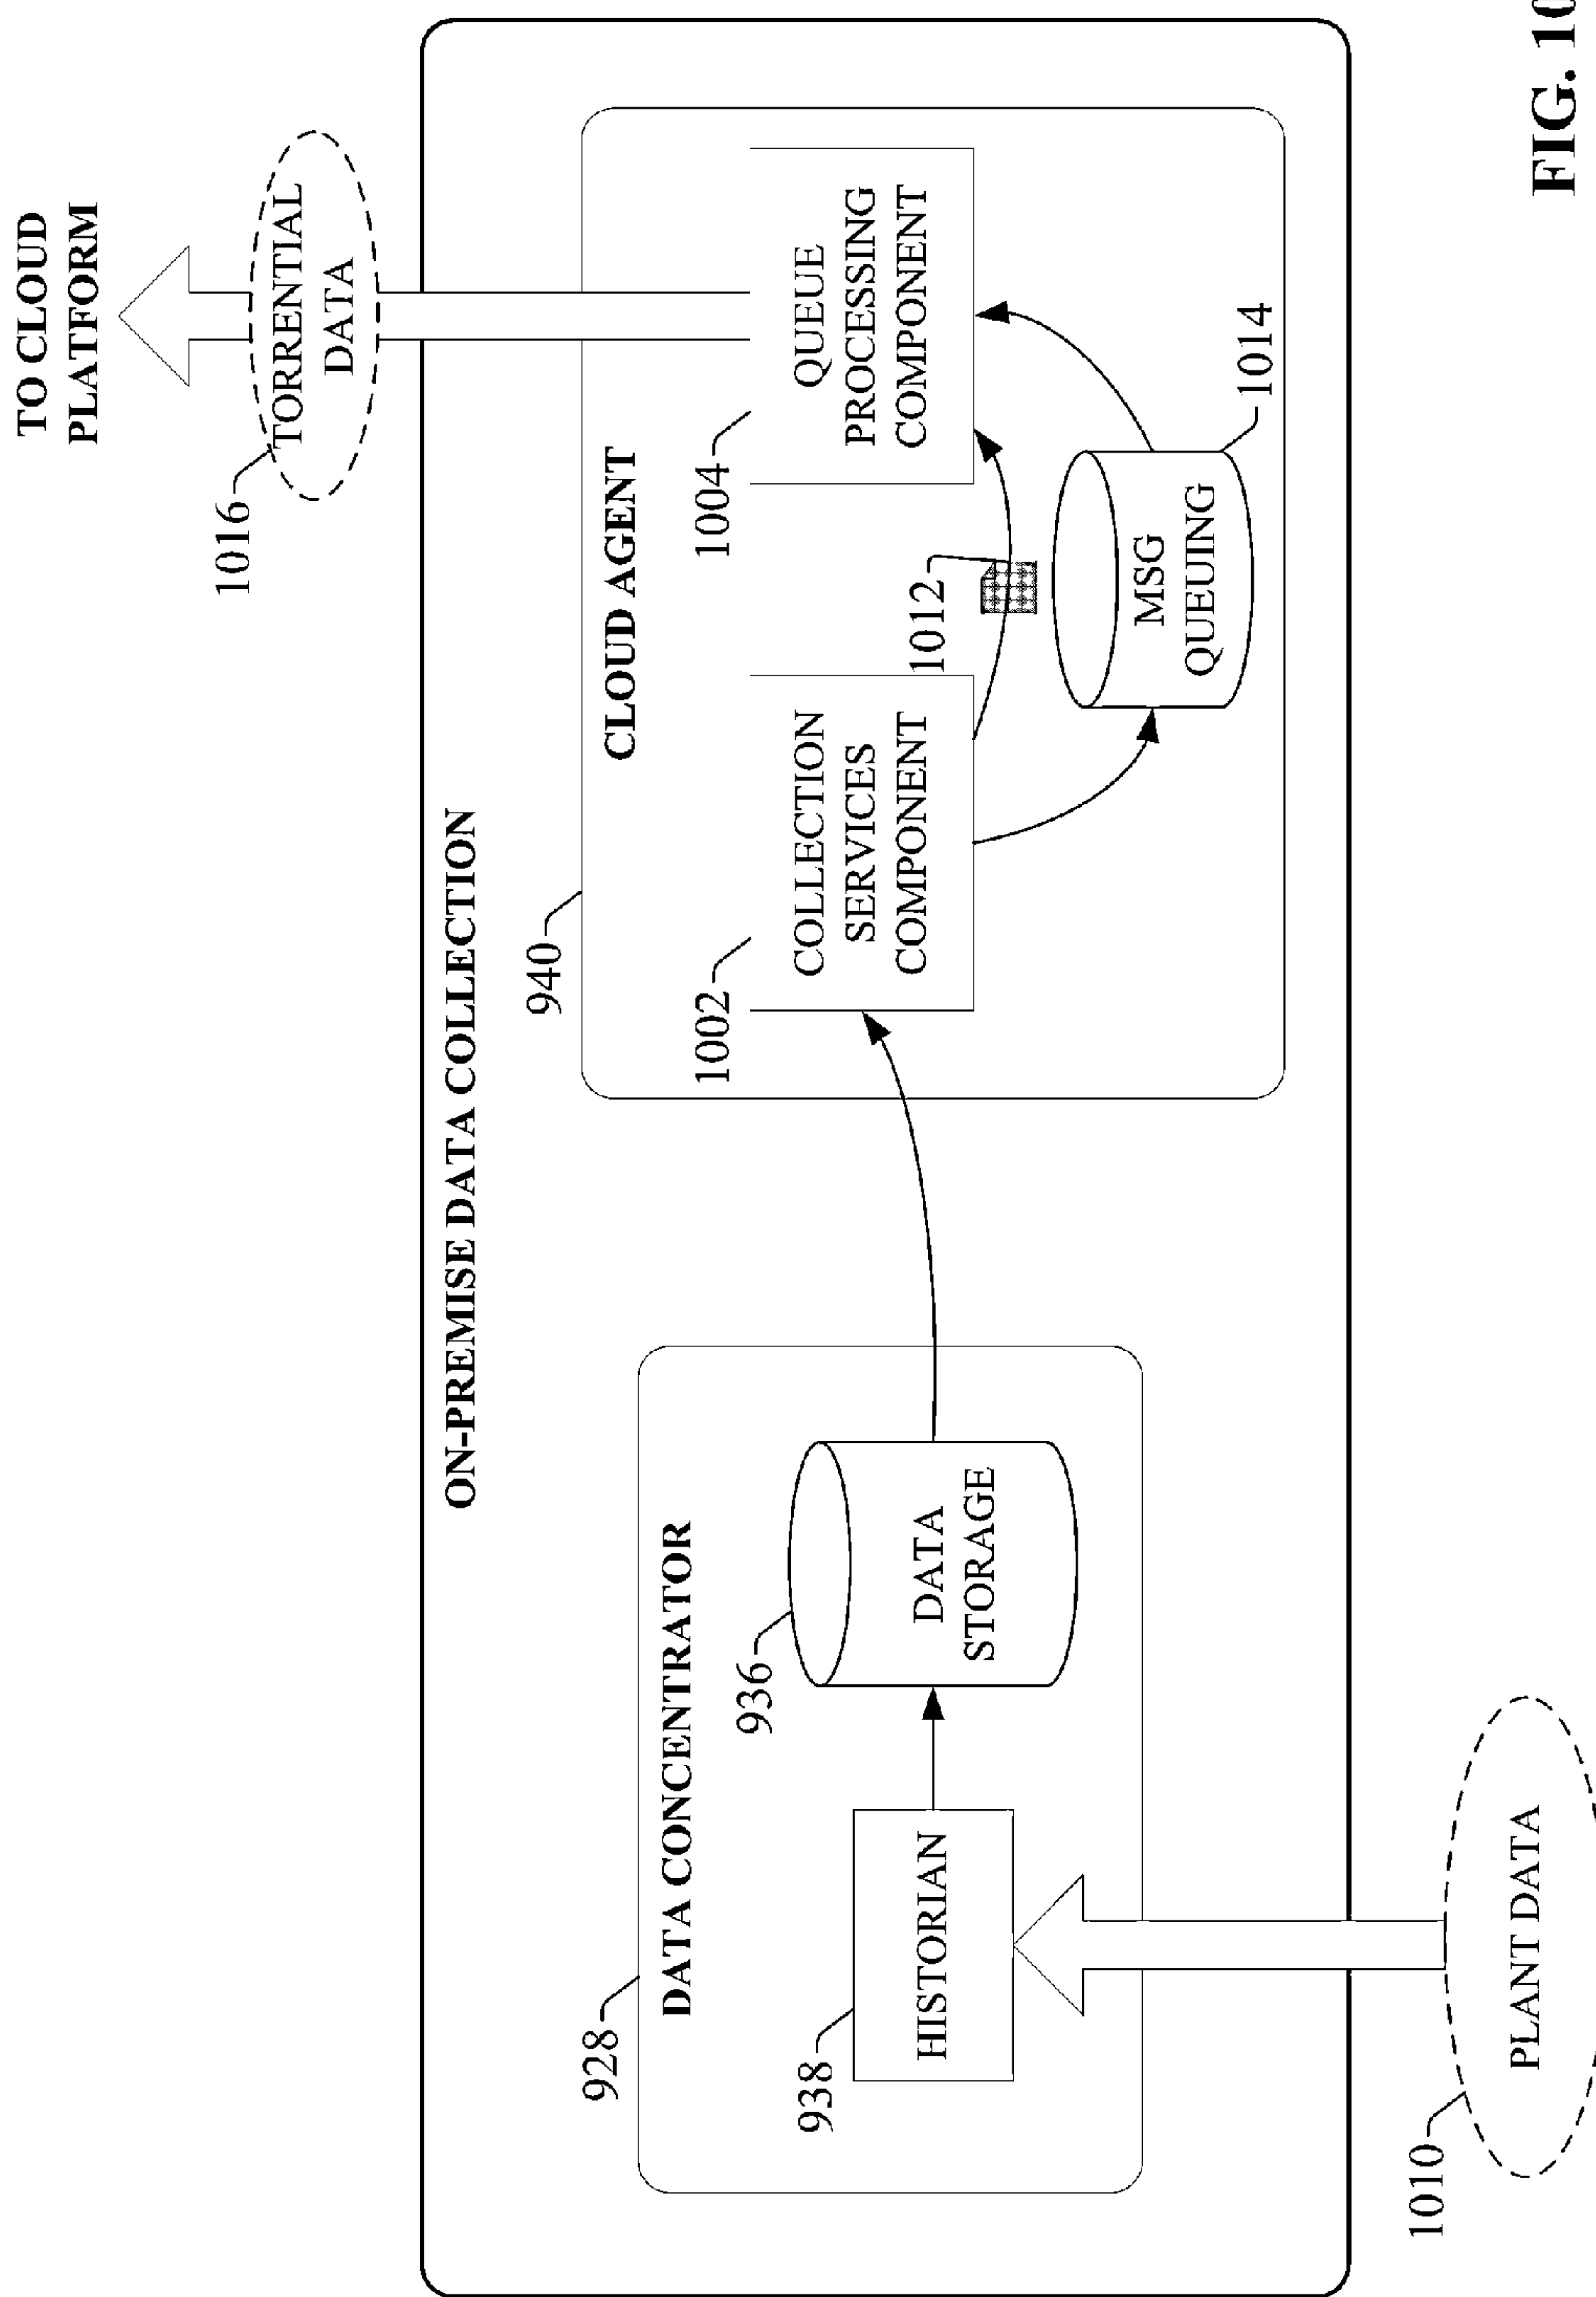 TO CLOUD
PLATFORM
1016
TORRENTIAL
DATA
ON-PREMISE DATA COLLECTION
940
CLOUD AGENT
928
DATA CONCENTRATOR
1002
1004
COLLECTION
SERVICES
COMPONENT
QUEUE
PROCESSING
COMPONENT
936
938
HISTORIAN
DATA
STORAGE
1012
MSG
QUEUING
1014
1010
PLANT DATA
FIG. 10